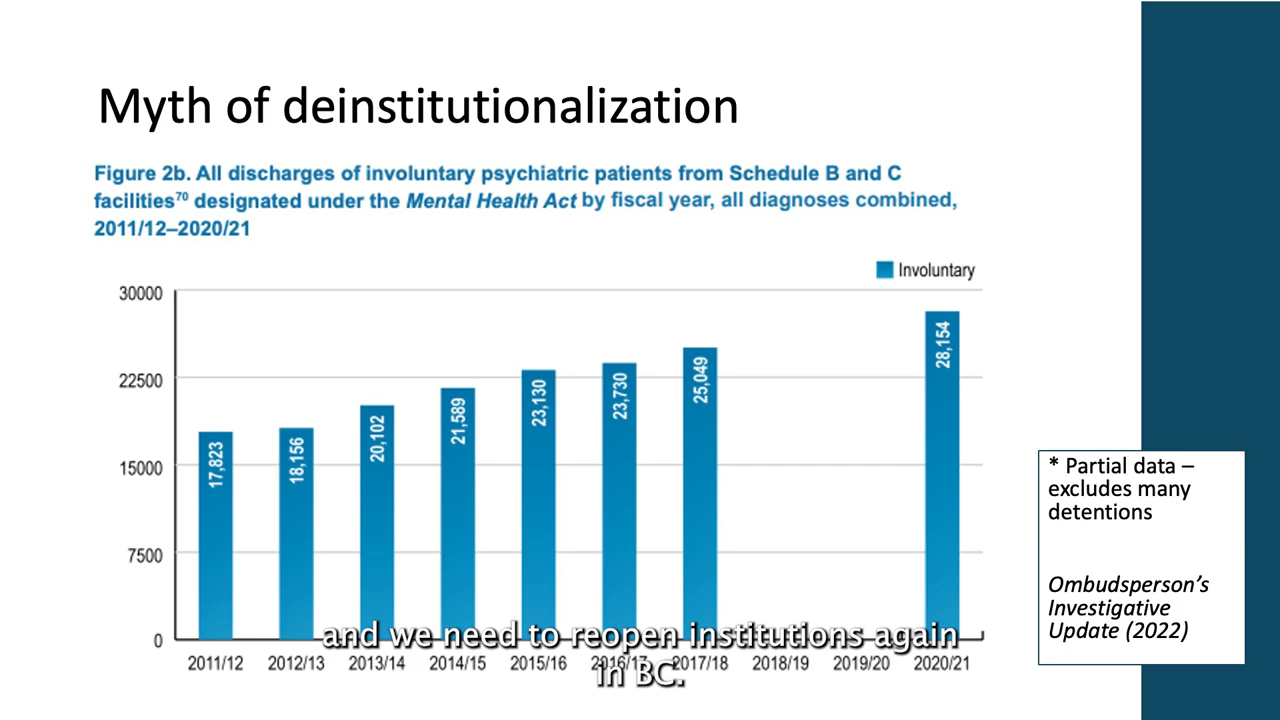 Myth of deinstitutionalization
Figure 2b. All discharges of involuntary psychiatric patients from Schedule B and C
facilities⁷⁰ designated under the Mental Health Act by fiscal year, all diagnoses combined,
2011/12–2020/21
Involuntary
30000
22500
15000
7500
0
17,823
18,156
20,102
21,589
23,130
23,730
25,049
28,154
2011/12 2012/13 2013/14 2014/15 2015/16 2016/17 2017/18 2018/19 2019/20 2020/21
* Partial data –
excludes many
detentions
Ombudsperson's
Investigative
Update (2022)
and we need to reopen institutions again
in BC.